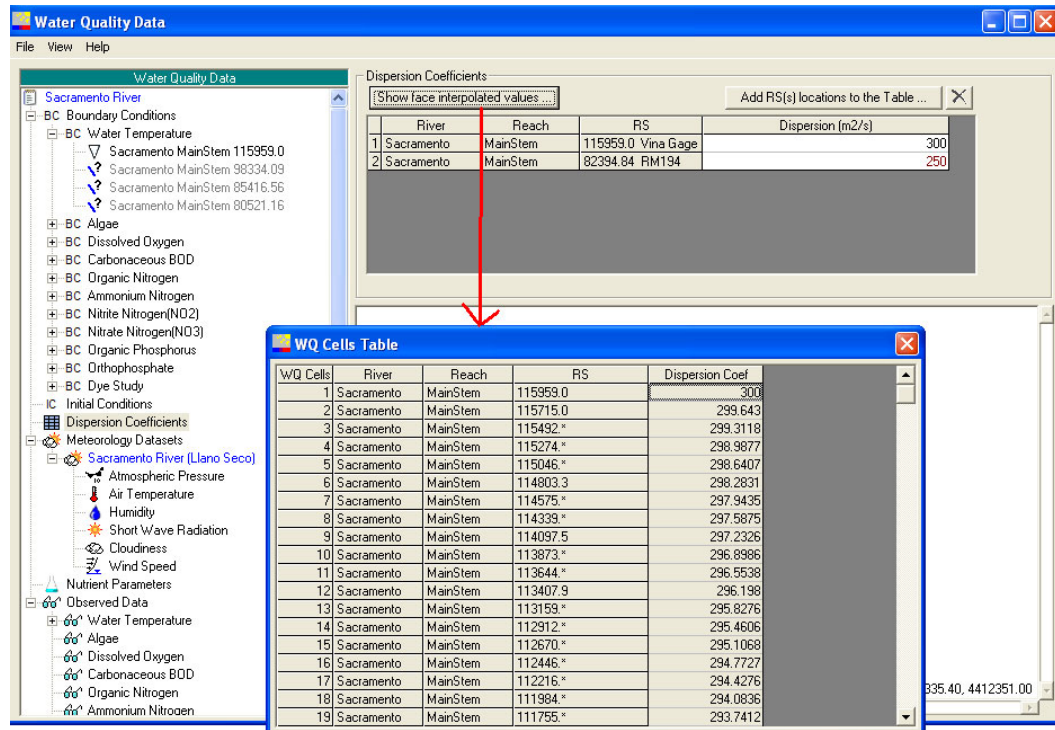 Water Quality Data
File View Help
Water Quality Data
Sacramento River
BC Boundary Conditions
BC Water Temperature
Sacramento MainStem 115959.0
Sacramento MainStem 98334.09
Sacramento MainStem 85416.56
Sacramento MainStem 80521.16
BC Algae
BC Dissolved Oxygen
BC Carbonaceous BOD
BC Organic Nitrogen
BC Ammonium Nitrogen
BC Nitrite Nitrogen(NO2)
BC Nitrate Nitrogen(NO3)
BC Organic Phosphorus
BC Orthophosphate
BC Dye Study
IC Initial Conditions
Dispersion Coefficients
Meteorology Datasets
Sacramento River (Llano Seco)
Atmospheric Pressure
Air Temperature
Humidity
Short Wave Radiation
Cloudiness
Wind Speed
Nutrient Parameters
Observed Data
Water Temperature
Algae
Dissolved Oxygen
Carbonaceous BOD
Organic Nitrogen
Ammonium Nitrogen
Dispersion Coefficients
Show face interpolated values ... Add RS(s) locations to the Table ...
River Reach RS Dispersion (m2/s)
1 Sacramento MainStem 115959.0 Vina Gage 300
2 Sacramento MainStem 82394.84 RM194 250
WQ Cells Table
WQ Cells River Reach RS Dispersion Coef
1 Sacramento MainStem 115959.0 300
2 Sacramento MainStem 115715.0 299.643
3 Sacramento MainStem 115492.* 299.3118
4 Sacramento MainStem 115274.* 298.9877
5 Sacramento MainStem 115046.* 298.6407
6 Sacramento MainStem 114803.3 298.2831
7 Sacramento MainStem 114575.* 297.9435
8 Sacramento MainStem 114339.* 297.5875
9 Sacramento MainStem 114097.5 297.2326
10 Sacramento MainStem 113873.* 296.8986
11 Sacramento MainStem 113644.* 296.5538
12 Sacramento MainStem 113407.9 296.198
13 Sacramento MainStem 113159.* 295.8276
14 Sacramento MainStem 112912.* 295.4606
15 Sacramento MainStem 112670.* 295.1068
16 Sacramento MainStem 112446.* 294.7727
17 Sacramento MainStem 112216.* 294.4276
18 Sacramento MainStem 111984.* 294.0836
19 Sacramento MainStem 111755.* 293.7412
335.40, 4412351.00